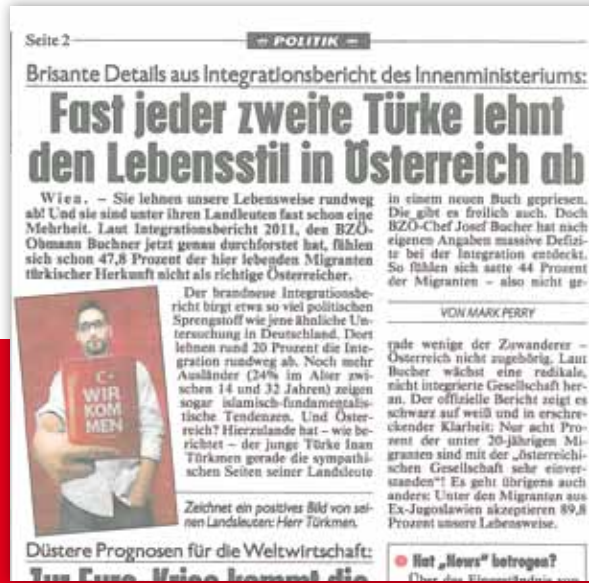 Seite 2
POLITIK
Brisante Details aus Integrationsbericht des Innenministeriums:
Fast jeder zweite Türke lehnt
den Lebensstil in Österreich ab
Wien. – Sie lehnen unsere Lebensweise rundweg
ab! Und sie sind unter ihren Landleuten fast schon eine
Mehrheit. Laut Integrationsbericht 2011, den BZÖ-
Obmann Buchner jetzt genau durchforstet hat, fühlen
sich schon 47,8 Prozent der hier lebenden Migranten
türkischer Herkunft nicht als richtige Österreicher.
Der brandneue Integrationsbe-
richt birgt etwa so viel politischen
Sprengstoff wie jene ähnliche Un-
tersuchung in Deutschland. Dort
lehnen rund 20 Prozent die Inte-
gration rundweg ab. Noch mehr
Ausländer (24% im Alter zwi-
schen 14 und 32 Jahren) zeigen
sogar islamisch-fundamentalis-
tische Tendenzen. Und Öster-
reich? Hierzulande hat – wie be-
richtet – der junge Türke Inan
Türkmen gerade die sympathi-
schen Seiten seiner Landsleute
WIR
KOM
MEN
Zeichnet ein positives Bild von sei-
nen Landsleuten: Herr Türkmen.
in einem neuen Buch gepriesen.
Die gibt es freilich auch. Doch
BZÖ-Chef Josef Bucher hat nach
eigenen Angaben massive Defizi-
te bei der Integration entdeckt.
So fühlen sich satte 44 Prozent
der Migranten – also nicht ge-
VON MARK PERRY
rade wenige der Zuwanderer –
Österreich nicht zugehörig. Laut
Bucher wächst eine radikale,
nicht integrierte Gesellschaft her-
an. Der offizielle Bericht zeigt es
schwarz auf weiß und in erschre-
ckender Klarheit: Nur acht Pro-
zent der unter 20-jährigen Mi-
granten sind mit der „österreichi-
schen Gesellschaft sehr einver-
standen"! Es geht übrigens auch
anders: Unter den Migranten aus
Ex-Jugoslawien akzeptieren 89,8
Prozent unsere Lebensweise.
Düstere Prognosen für die Weltwirtschaft:
Zur Euro-Krise kommt die
Hat „News" betrogen?